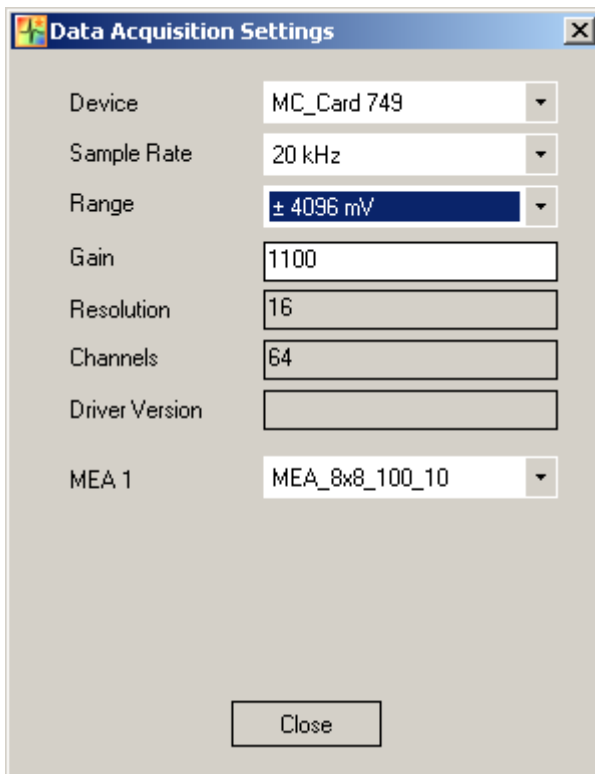 Data Acquisition Settings
Device MC_Card 749
Sample Rate 20 kHz
Range ± 4096 mV
Gain 1100
Resolution 16
Channels 64
Driver Version
MEA 1 MEA_8x8_100_10
Close